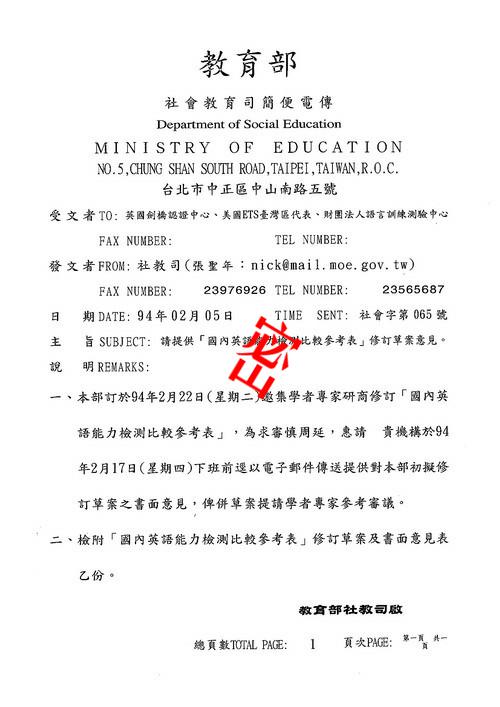 教育部
社會教育司簡便電傳
Department of Social Education
MINISTRY OF EDUCATION
NO.5,CHUNG SHAN SOUTH ROAD,TAIPEI,TAIWAN,R.O.C.
台北市中正區中山南路五號
受文者TO: 英國劍橋認證中心、美國ETS臺灣區代表、財團法人語言訓練測驗中心
FAX NUMBER: TEL NUMBER:
發文者FROM: 社教司(張聖年：nick@mail.moe.gov.tw)
FAX NUMBER: 23976926 TEL NUMBER: 23565687
日 期DATE: 94年02月05日 TIME SENT: 社會字第065號
主 旨SUBJECT: 請提供「國內英語能力檢測比較參考表」修訂草案意見。
密
說 明REMARKS:
一、本部訂於94年2月22日(星期二)邀集學者專家研商修訂「國內英
語能力檢測比較參考表」，為求審慎周延，惠請 貴機構於94
年2月17日(星期四)下班前逕以電子郵件傳送提供對本部初擬修
訂草案之書面意見，俾併草案提請學者專家參考審議。
二、檢附「國內英語能力檢測比較參考表」修訂草案及書面意見表
乙份。
教育部社教司啟
總頁數TOTAL PAGE: 1 頁次PAGE: 第一頁 共一頁